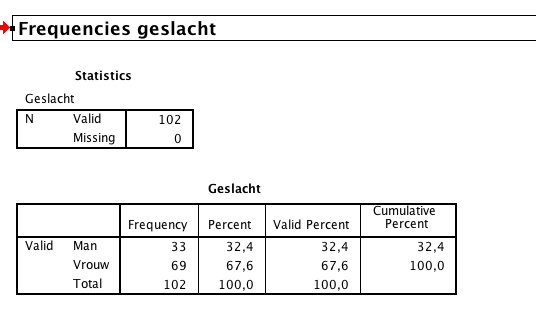 Frequencies geslacht
Statistics
Geslacht
N Valid 102
Missing 0
Geslacht
Frequency Percent Valid Percent Cumulative Percent
Valid Man 33 32,4 32,4 32,4
Vrouw 69 67,6 67,6 100,0
Total 102 100,0 100,0